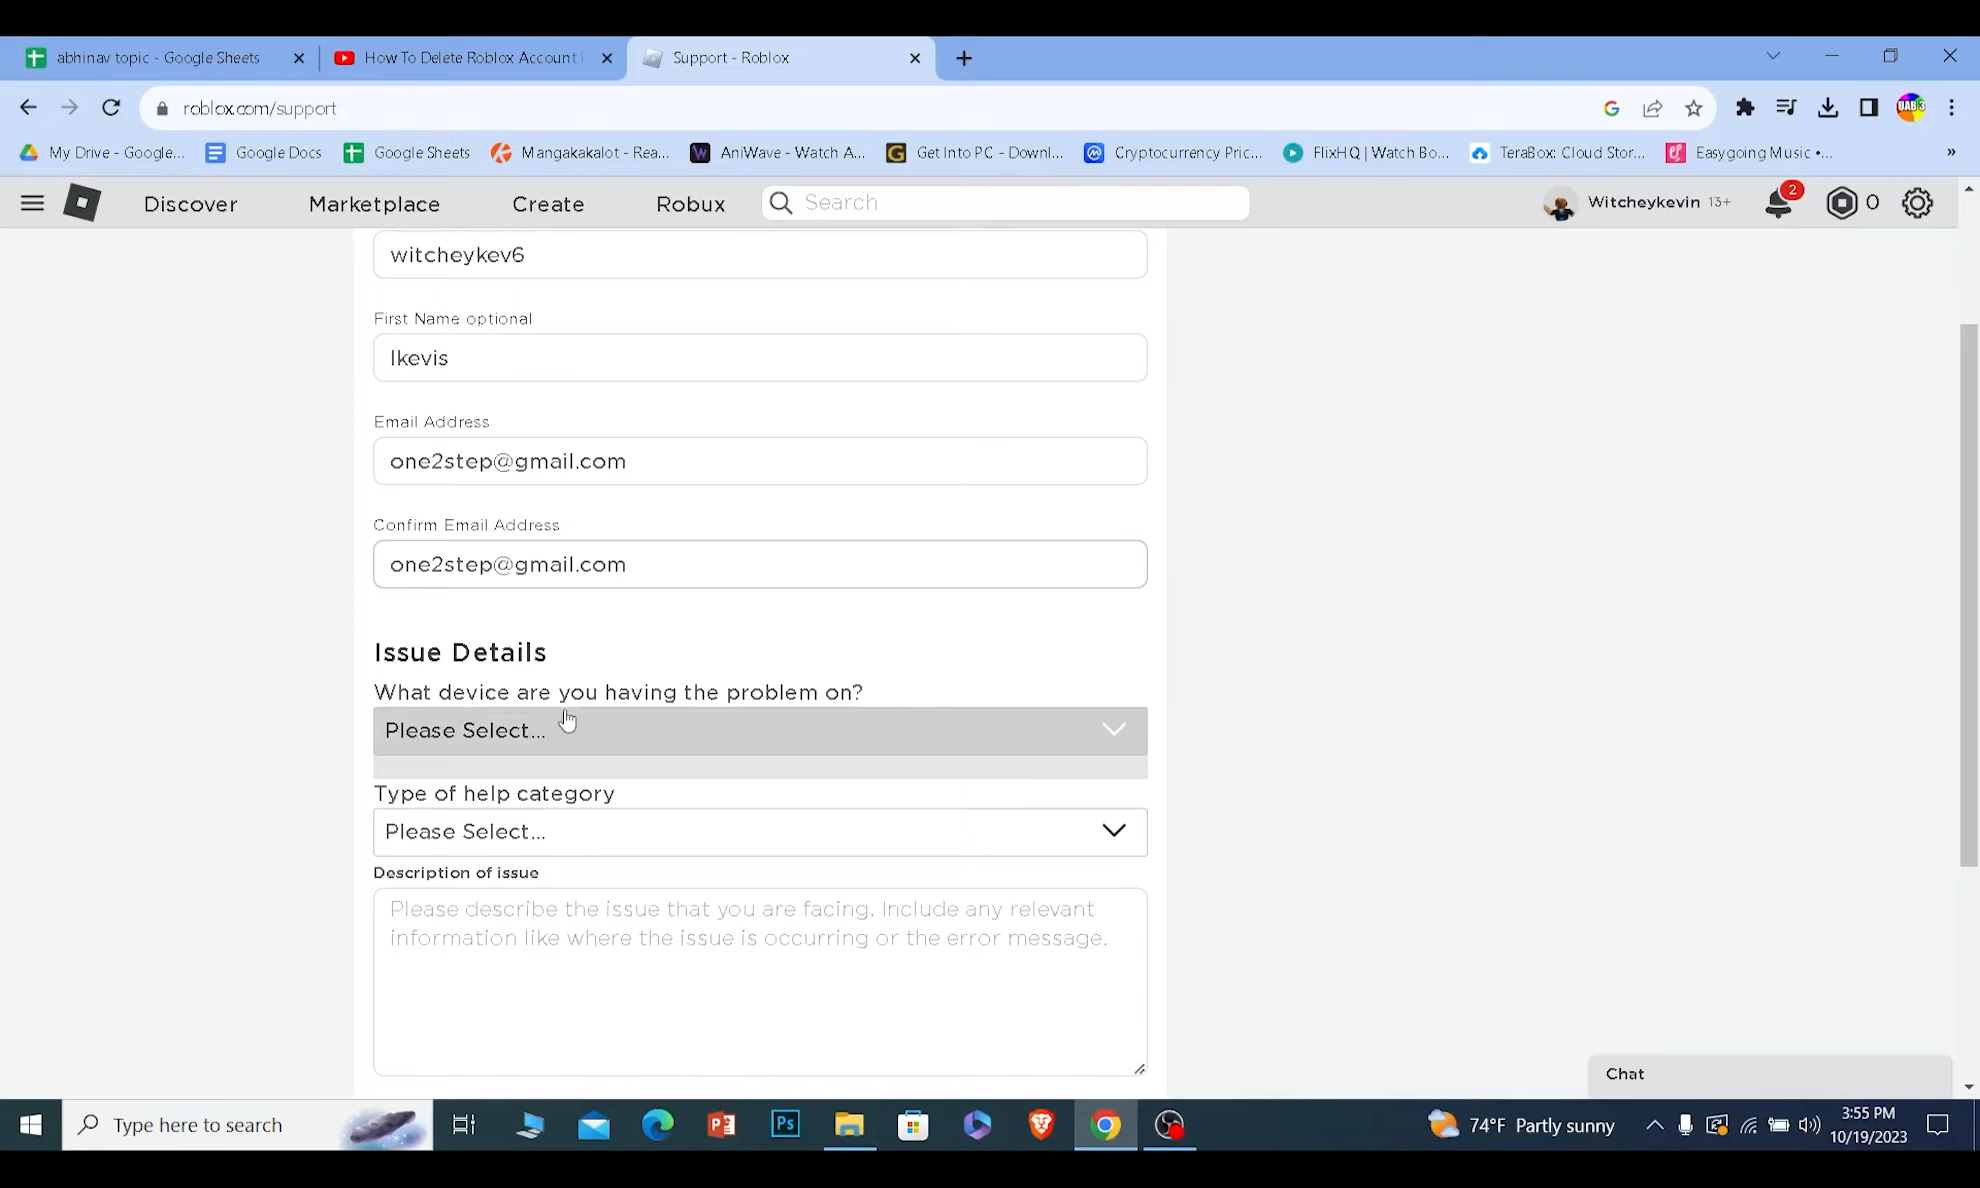 abhinav topic - Google Sheets
How To Delete Roblox Account
Support - Roblox
roblox.com/support
My Drive - Google...
Google Docs
Google Sheets
Mangakakalot - Rea...
AniWave - Watch A...
Get Into PC - Downl...
Cryptocurrency Pric...
FlixHQ | Watch Bo...
TeraBox: Cloud Stor...
Easygoing Music •...
»
Discover
Marketplace
Create
Robux
Search
Witcheykevin 13+
2
0
witcheykev6
First Name optional
lkevis
Email Address
one2step@gmail.com
Confirm Email Address
one2step@gmail.com
Issue Details
What device are you having the problem on?
Please Select...
Type of help category
Please Select...
Description of issue
Please describe the issue that you are facing. Include any relevant
information like where the issue is occurring or the error message.
Chat
Type here to search
Ps
74°F Partly sunny
3:55 PM
10/19/2023